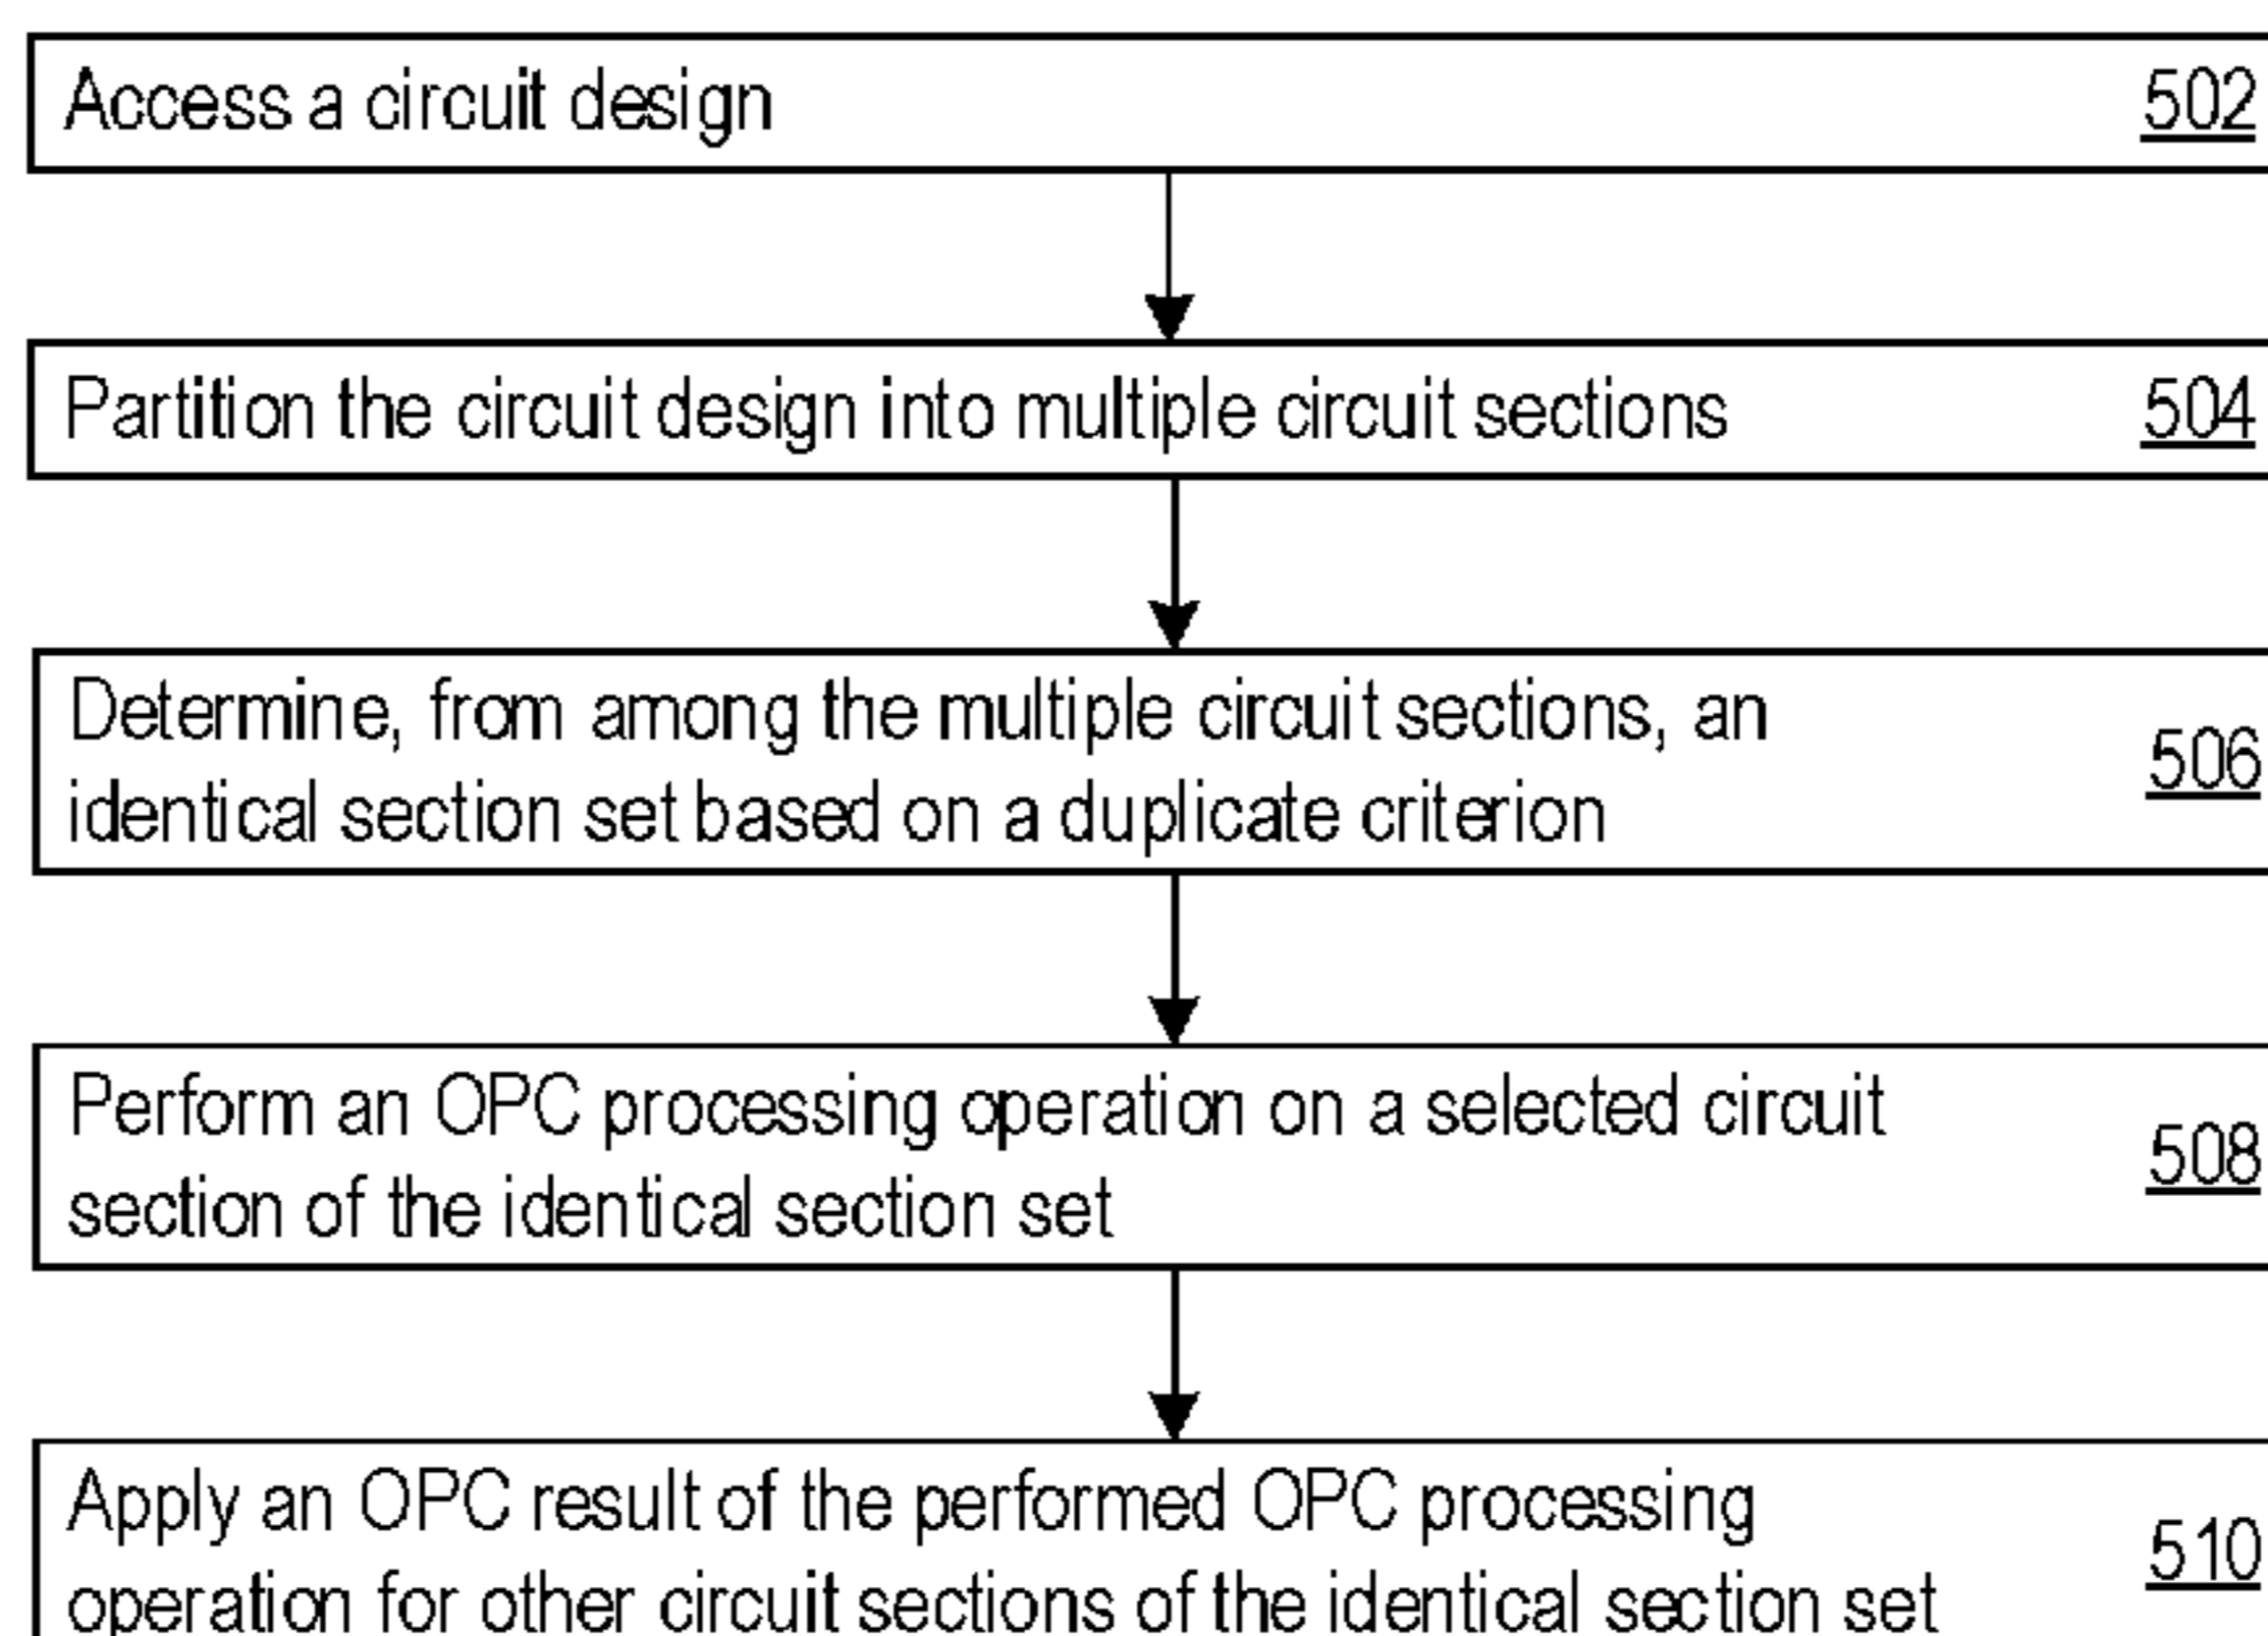 Access a circuit design 502
Partition the circuit design into multiple circuit sections 504
Determine, from among the multiple circuit sections, an
identical section set based on a duplicate criterion 506
Perform an OPC processing operation on a selected circuit
section of the identical section set 508
Apply an OPC result of the performed OPC processing
operation for other circuit sections of the identical section set 510